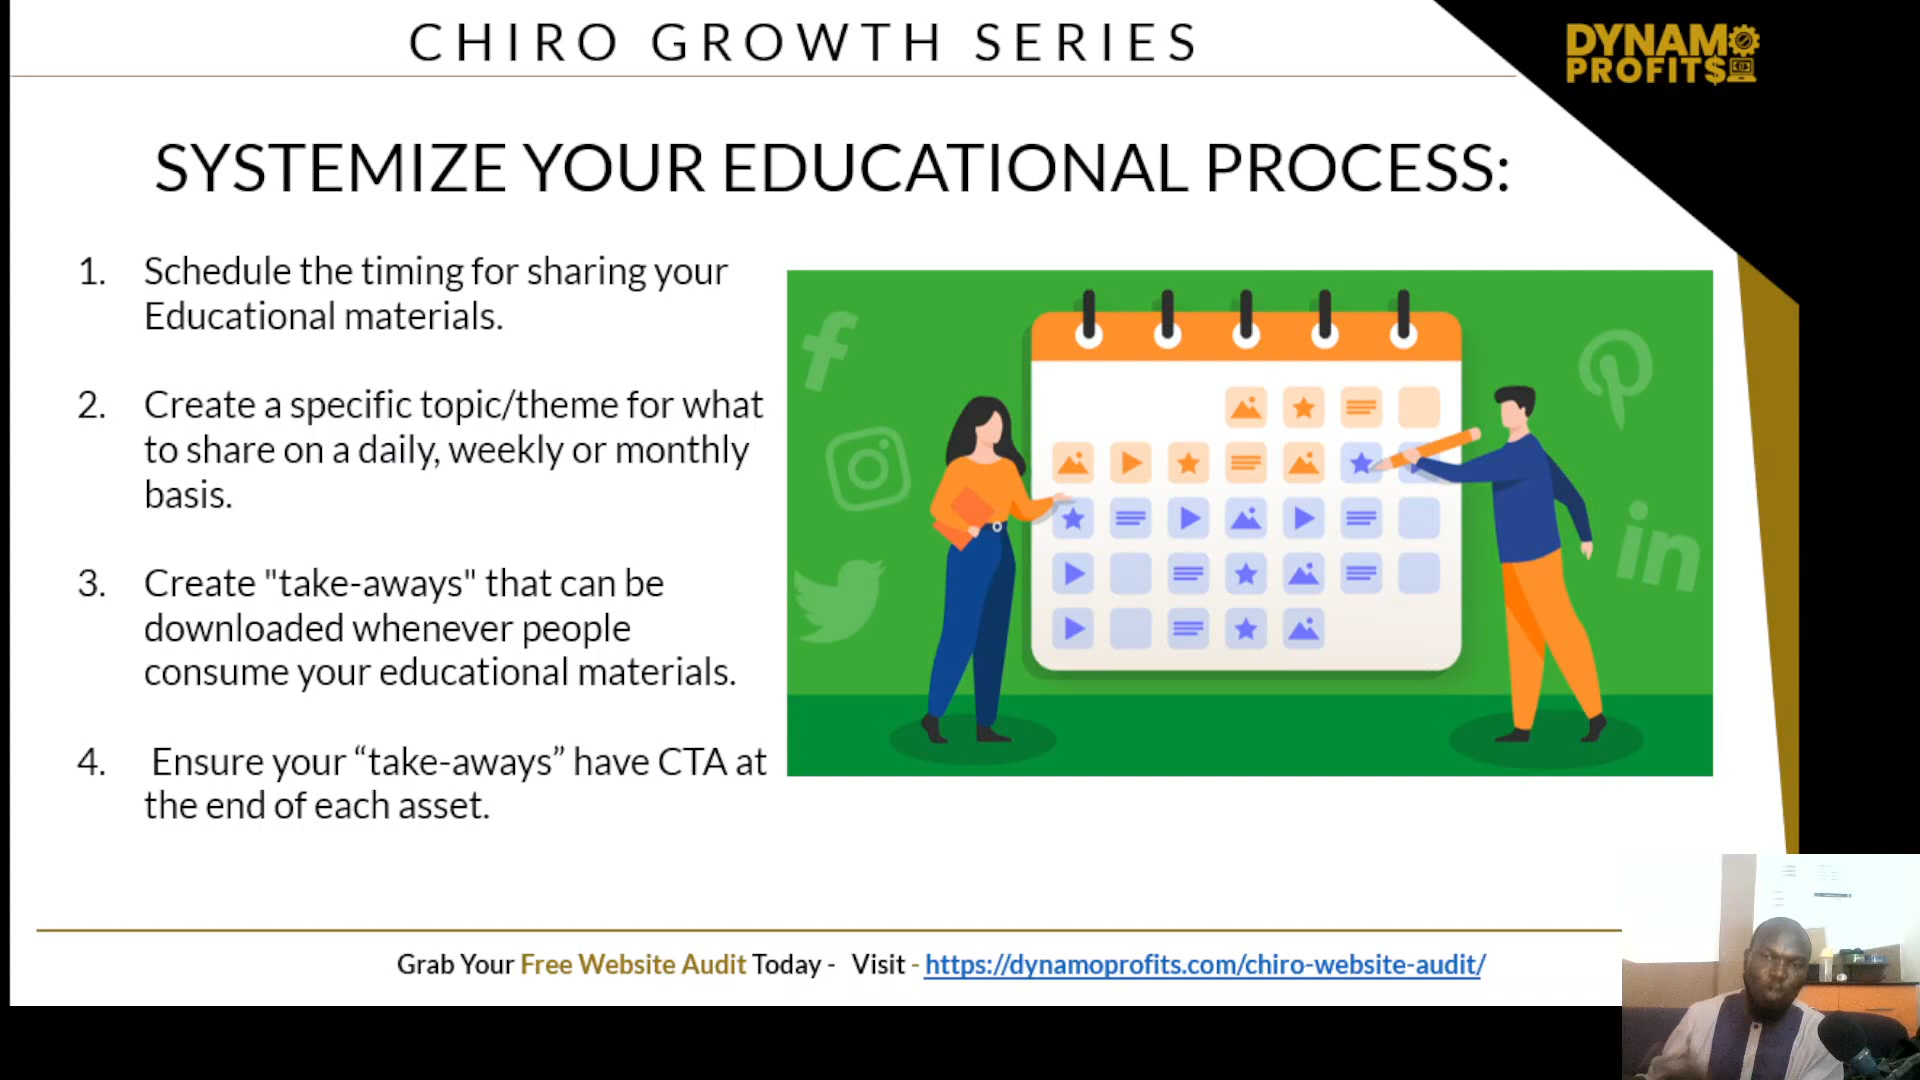 CHIRO GROWTH SERIES
DYNAMO
PROFIT$
SYSTEMIZE YOUR EDUCATIONAL PROCESS:
1. Schedule the timing for sharing your
Educational materials.
2. Create a specific topic/theme for what
to share on a daily, weekly or monthly
basis.
3. Create "take-aways" that can be
downloaded whenever people
consume your educational materials.
4. Ensure your “take-aways” have CTA at
the end of each asset.
in
Grab Your Free Website Audit Today - Visit - https://dynamoprofits.com/chiro-website-audit/